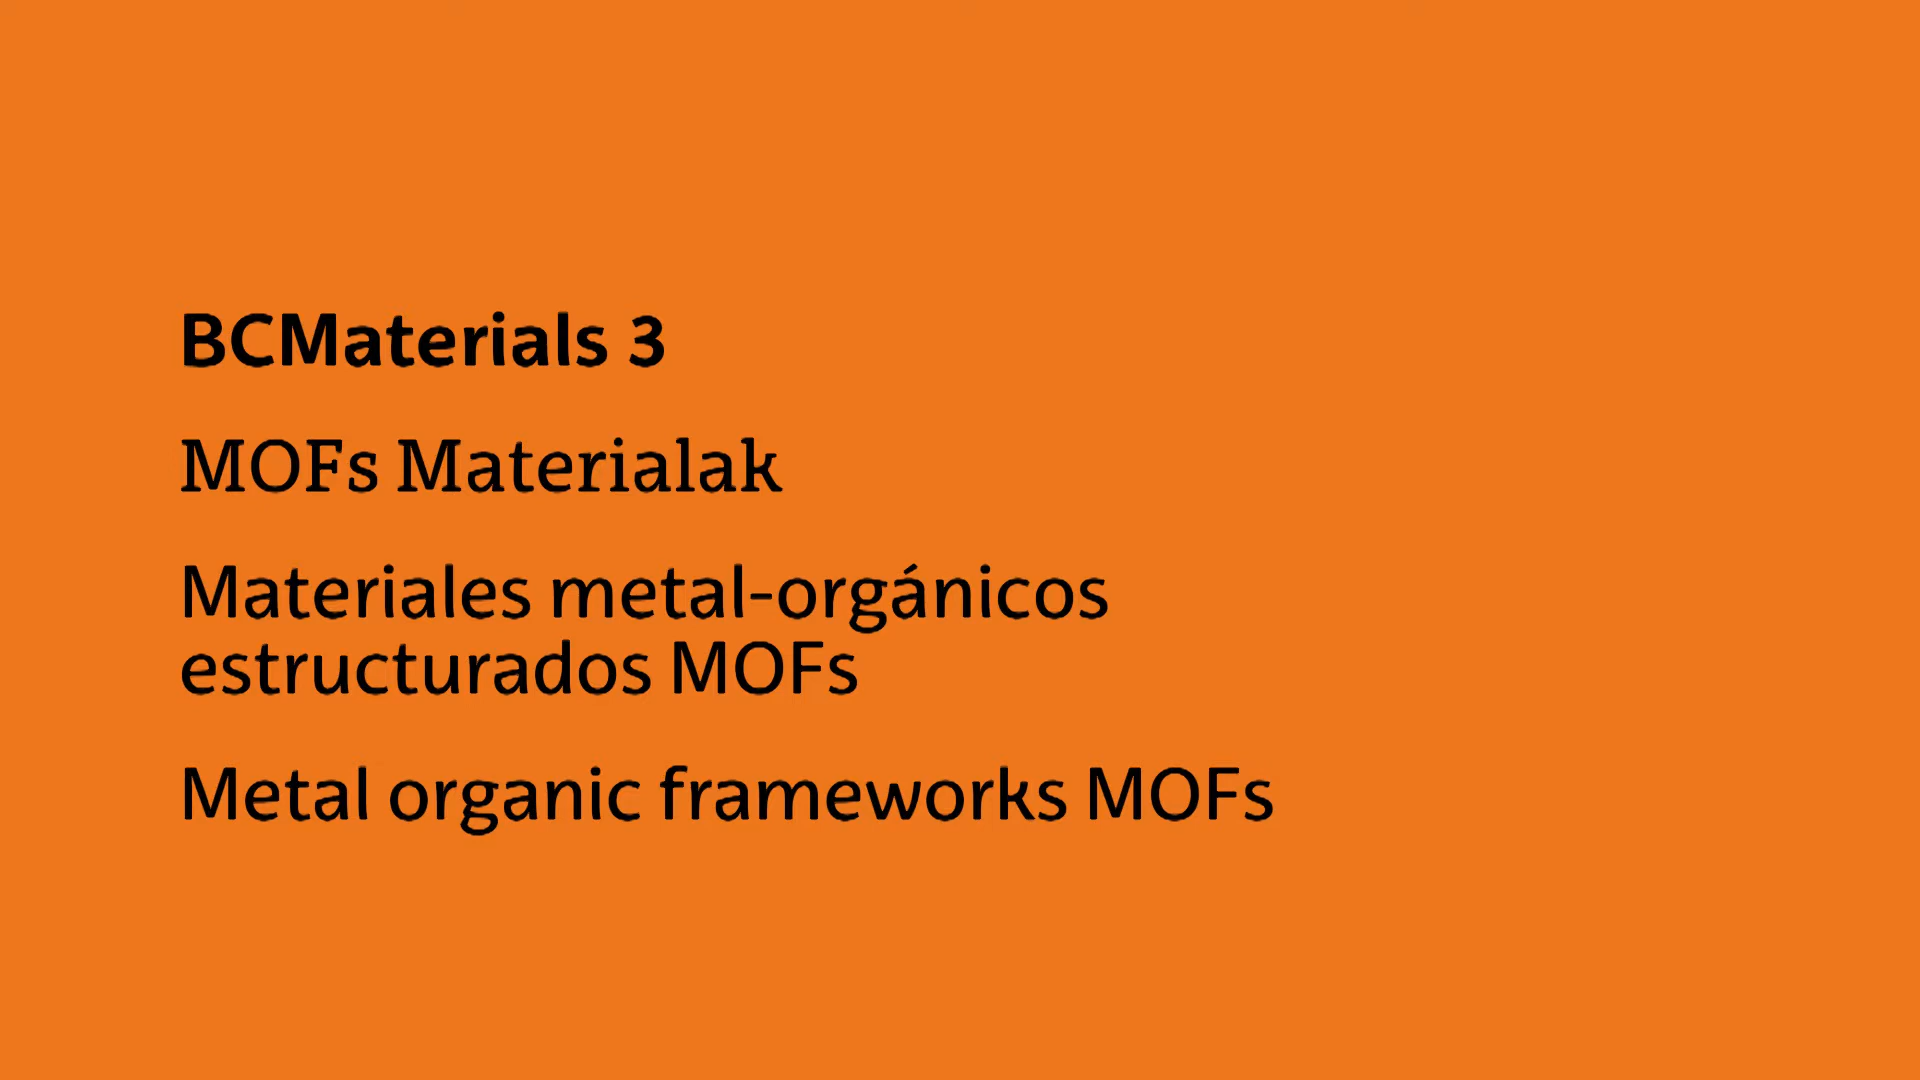 BCMaterials 3
MOFs Materialak
Materiales metal-orgánicos
estructurados MOFs
Metal organic frameworks MOFs